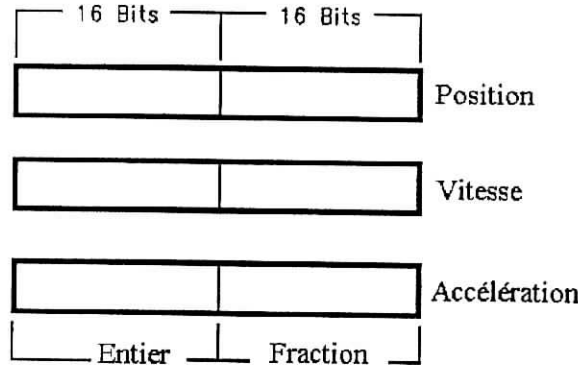 16 Bits 16 Bits
Position
Vitesse
Accélération
Entier Fraction